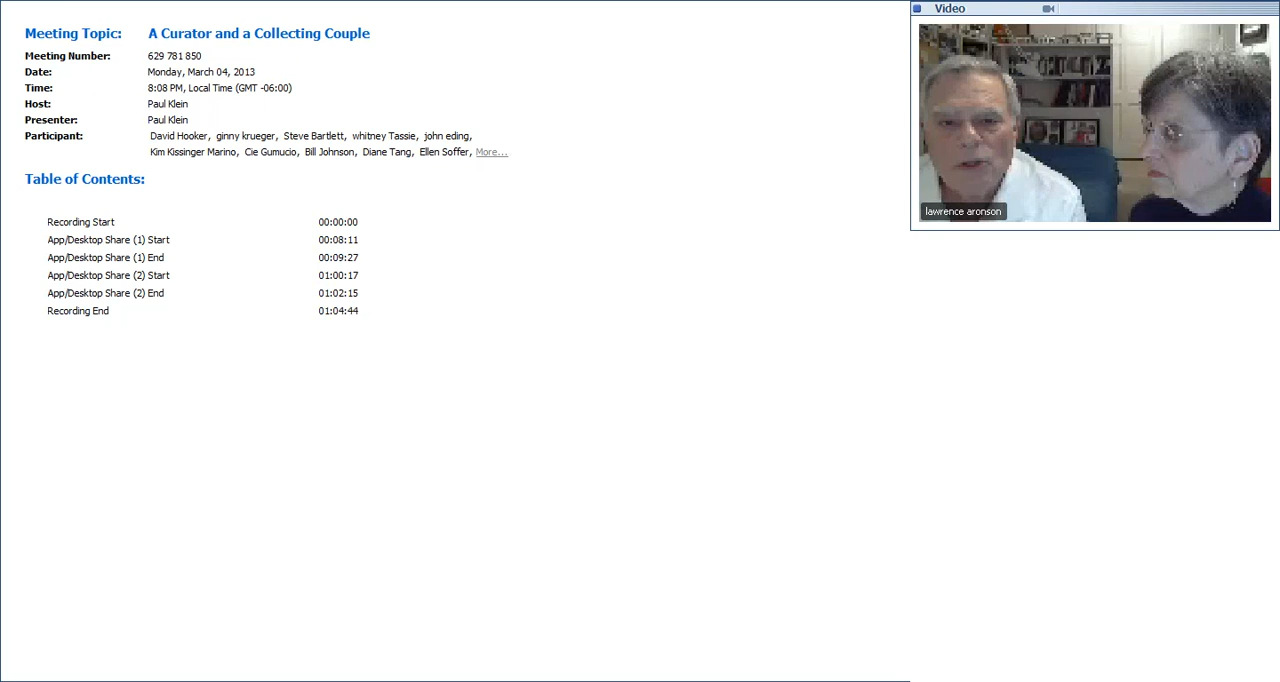 Meeting Topic: A Curator and a Collecting Couple
Meeting Number: 629 781 850
Date: Monday, March 04, 2013
Time: 8:08 PM, Local Time (GMT -06:00)
Host: Paul Klein
Presenter: Paul Klein
Participant: David Hooker, ginny krueger, Steve Bartlett, whitney Tassie, john eding,
Kim Kissinger Marino, Cie Gumucio, Bill Johnson, Diane Tang, Ellen Soffer, More...
Table of Contents:
Recording Start 00:00:00
App/Desktop Share (1) Start 00:08:11
App/Desktop Share (1) End 00:09:27
App/Desktop Share (2) Start 01:00:17
App/Desktop Share (2) End 01:02:15
Recording End 01:04:44
Video
lawrence aronson